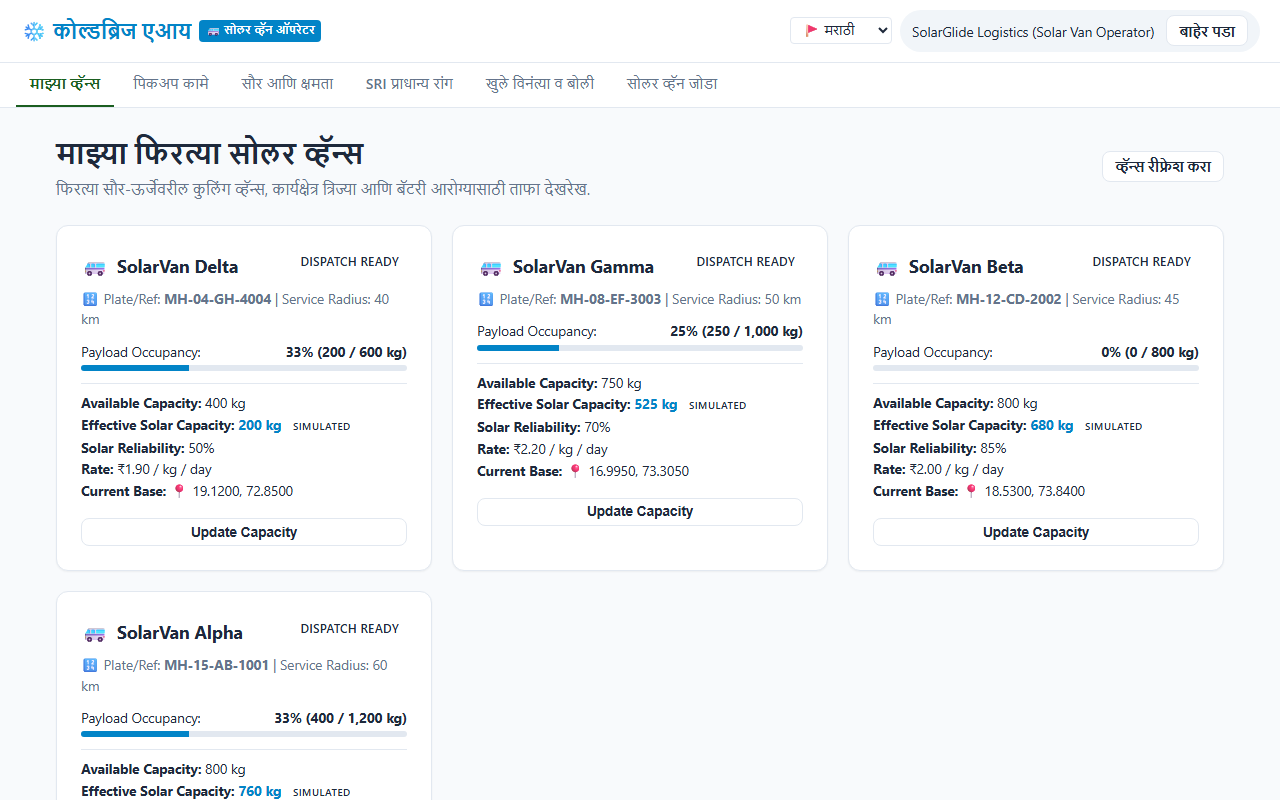 कोल्डब्रिज एआय
सोलर व्हॅन ऑपरेटर
मराठी
SolarGlide Logistics (Solar Van Operator)
बाहेर पडा
माझ्या व्हॅन्स
पिकअप कामे
सौर आणि क्षमता
SRI प्राधान्य रांग
खुले विनंत्या व बोली
सोलर व्हॅन जोडा
माझ्या फिरत्या सोलर व्हॅन्स
फिरत्या सौर-ऊर्जेवरील कुलिंग व्हॅन्स, कार्यक्षेत्र त्रिज्या आणि बॅटरी आरोग्यासाठी ताफा देखरेख.
व्हॅन्स रीफ्रेश करा
SolarVan Delta
DISPATCH READY
Plate/Ref: MH-04-GH-4004 | Service Radius: 40
km
Payload Occupancy: 33% (200 / 600 kg)
Available Capacity: 400 kg
Effective Solar Capacity: 200 kg SIMULATED
Solar Reliability: 50%
Rate: ₹1.90 / kg / day
Current Base: 19.1200, 72.8500
Update Capacity
SolarVan Gamma
DISPATCH READY
Plate/Ref: MH-08-EF-3003 | Service Radius: 50 km
Payload Occupancy: 25% (250 / 1,000 kg)
Available Capacity: 750 kg
Effective Solar Capacity: 525 kg SIMULATED
Solar Reliability: 70%
Rate: ₹2.20 / kg / day
Current Base: 16.9950, 73.3050
Update Capacity
SolarVan Beta
DISPATCH READY
Plate/Ref: MH-12-CD-2002 | Service Radius: 45
km
Payload Occupancy: 0% (0 / 800 kg)
Available Capacity: 800 kg
Effective Solar Capacity: 680 kg SIMULATED
Solar Reliability: 85%
Rate: ₹2.00 / kg / day
Current Base: 18.5300, 73.8400
Update Capacity
SolarVan Alpha
DISPATCH READY
Plate/Ref: MH-15-AB-1001 | Service Radius: 60
km
Payload Occupancy: 33% (400 / 1,200 kg)
Available Capacity: 800 kg
Effective Solar Capacity: 760 kg SIMULATED